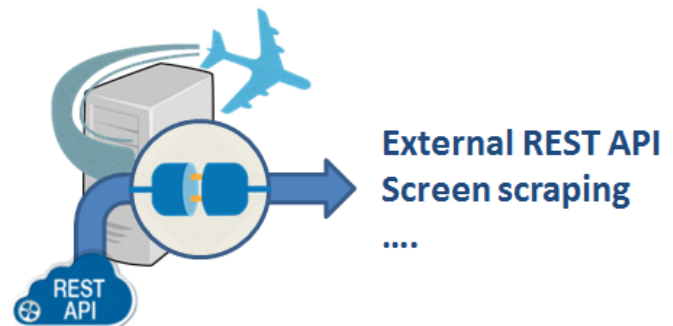 External REST API
Screen scraping
....
REST
API